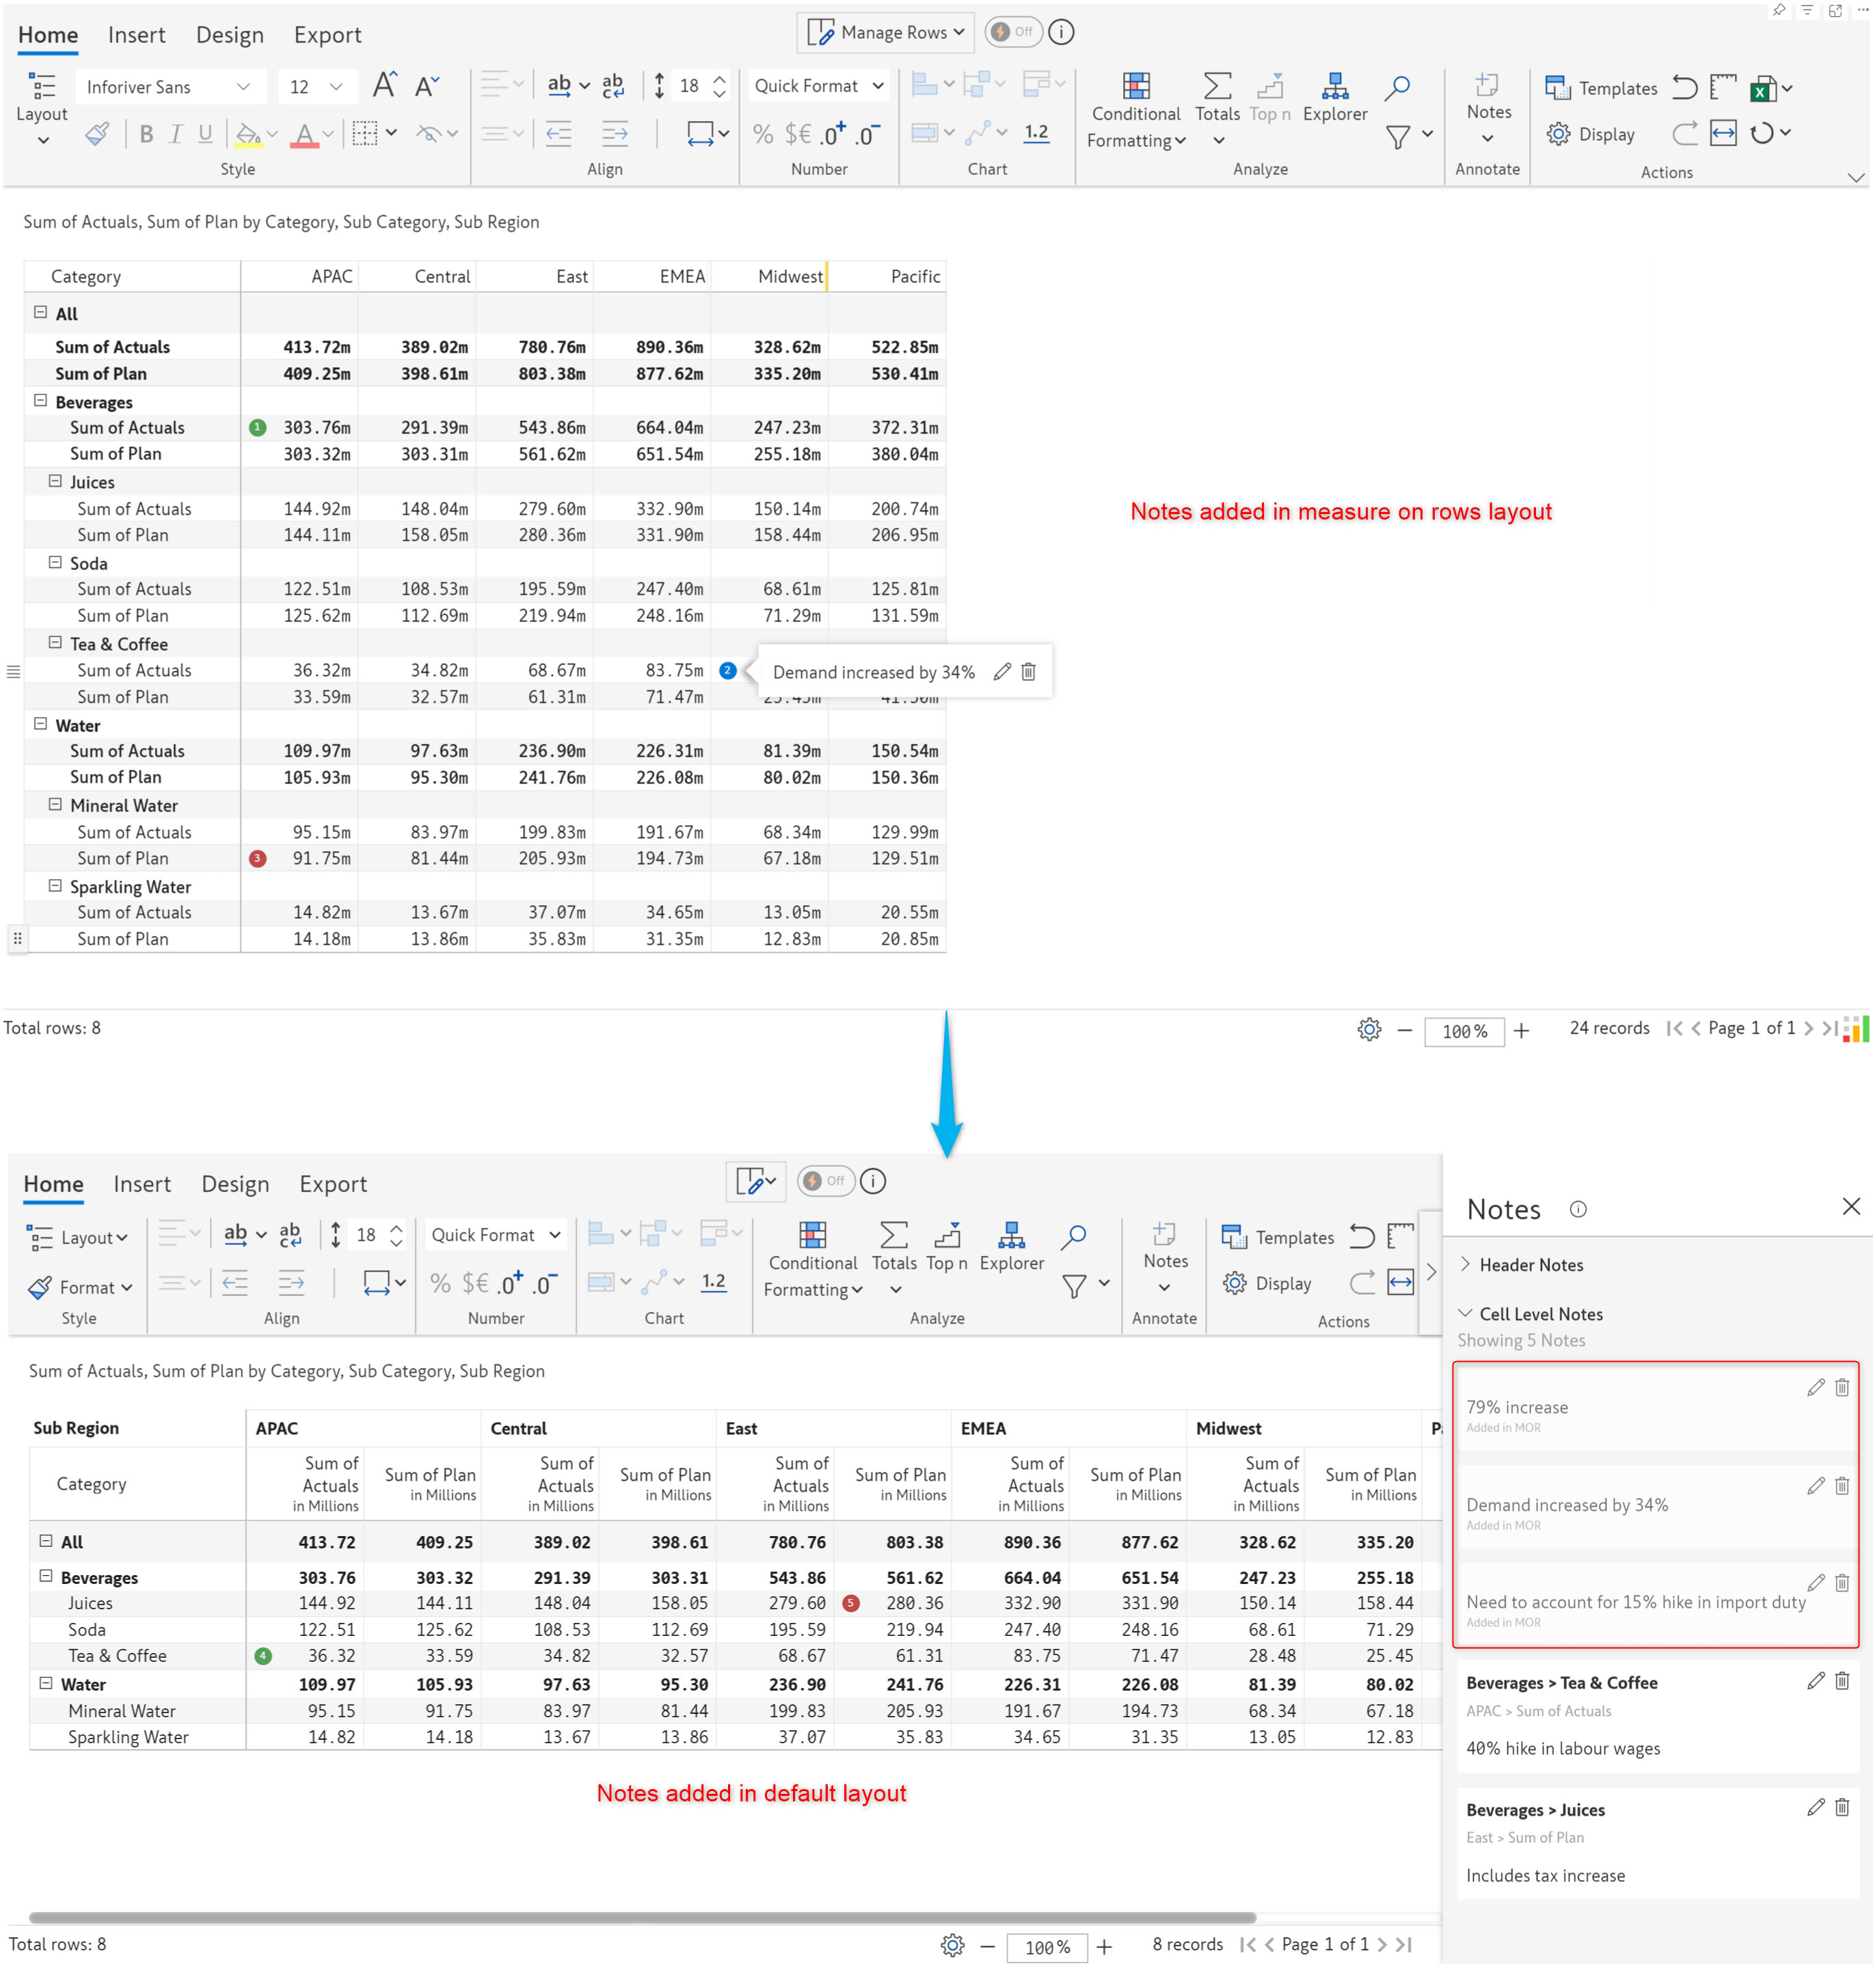 Home Insert Design Export Manage Rows Off
Layout Inforiver Sans 12 ab ab c 18 Quick Format Conditional Formatting Totals Top n Explorer Notes Templates
B I U A % $€ .0 .0 1.2 Display
Style Align Number Chart Analyze Annotate Actions
Sum of Actuals, Sum of Plan by Category, Sub Category, Sub Region
Category APAC Central East EMEA Midwest Pacific
All
Sum of Actuals 413.72m 389.02m 780.76m 890.36m 328.62m 522.85m
Sum of Plan 409.25m 398.61m 803.38m 877.62m 335.20m 530.41m
Beverages
Sum of Actuals 1 303.76m 291.39m 543.86m 664.04m 247.23m 372.31m
Sum of Plan 303.32m 303.31m 561.62m 651.54m 255.18m 380.04m
Juices
Sum of Actuals 144.92m 148.04m 279.60m 332.90m 150.14m 200.74m
Sum of Plan 144.11m 158.05m 280.36m 331.90m 158.44m 206.95m
Notes added in measure on rows layout
Soda
Sum of Actuals 122.51m 108.53m 195.59m 247.40m 68.61m 125.81m
Sum of Plan 125.62m 112.69m 219.94m 248.16m 71.29m 131.59m
Tea & Coffee
Sum of Actuals 36.32m 34.82m 68.67m 83.75m 2 Demand increased by 34%
Sum of Plan 33.59m 32.57m 61.31m 71.47m
Water
Sum of Actuals 109.97m 97.63m 236.90m 226.31m 81.39m 150.54m
Sum of Plan 105.93m 95.30m 241.76m 226.08m 80.02m 150.36m
Mineral Water
Sum of Actuals 95.15m 83.97m 199.83m 191.67m 68.34m 129.99m
Sum of Plan 3 91.75m 81.44m 205.93m 194.73m 67.18m 129.51m
Sparkling Water
Sum of Actuals 14.82m 13.67m 37.07m 34.65m 13.05m 20.55m
Sum of Plan 14.18m 13.86m 35.83m 31.35m 12.83m 20.85m
Total rows: 8 100% 24 records Page 1 of 1
Home Insert Design Export Off
Layout ab ab c 18 Quick Format Conditional Formatting Totals Top n Explorer Notes Templates
Format % $€ .0 .0 1.2 Display
Style Align Number Chart Analyze Annotate Actions
Sum of Actuals, Sum of Plan by Category, Sub Category, Sub Region
Sub Region APAC Central East EMEA Midwest
Category Sum of Actuals in Millions Sum of Plan in Millions Sum of Actuals in Millions Sum of Plan in Millions Sum of Actuals in Millions Sum of Plan in Millions Sum of Actuals in Millions Sum of Plan in Millions Sum of Actuals in Millions Sum of Plan in Millions
All 413.72 409.25 389.02 398.61 780.76 803.38 890.36 877.62 328.62 335.20
Beverages 303.76 303.32 291.39 303.31 543.86 561.62 664.04 651.54 247.23 255.18
Juices 144.92 144.11 148.04 158.05 279.60 5 280.36 332.90 331.90 150.14 158.44
Soda 122.51 125.62 108.53 112.69 195.59 219.94 247.40 248.16 68.61 71.29
Tea & Coffee 4 36.32 33.59 34.82 32.57 68.67 61.31 83.75 71.47 28.48 25.45
Water 109.97 105.93 97.63 95.30 236.90 241.76 226.31 226.08 81.39 80.02
Mineral Water 95.15 91.75 83.97 81.44 199.83 205.93 191.67 194.73 68.34 67.18
Sparkling Water 14.82 14.18 13.67 13.86 37.07 35.83 34.65 31.35 13.05 12.83
Notes added in default layout
Total rows: 8 100% 8 records Page 1 of 1
Notes
Header Notes
Cell Level Notes
Showing 5 Notes
79% increase
Added in MOR
Demand increased by 34%
Added in MOR
Need to account for 15% hike in import duty
Added in MOR
Beverages > Tea & Coffee
APAC > Sum of Actuals
40% hike in labour wages
Beverages > Juices
East > Sum of Plan
Includes tax increase